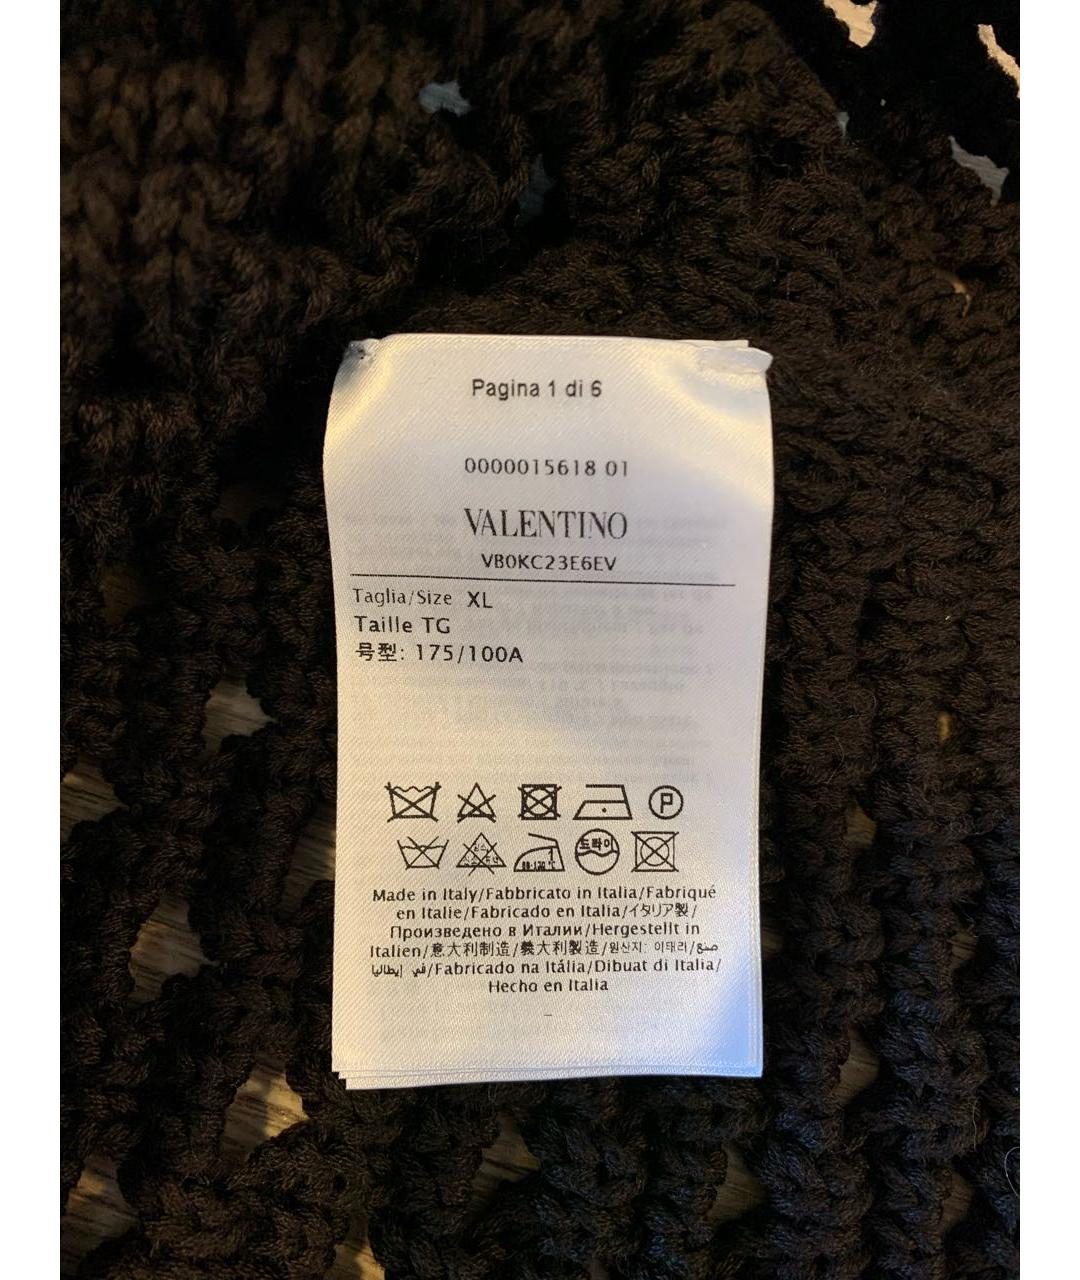 Pagina 1 di 6
0000015618 01
VALENTINO
VB0KC23E6EV
Taglia/Size XL
Taille TG
号型: 175/100A
P
드라이
Made in Italy/Fabbricato in Italia/Fabriqué
en Italie/Fabricado en Italia/イタリア製/
Произведено в Италии/Hergestellt in
Italien/意大利制造/義大利製造/원산지: 이태리/صنع
في إيطاليا/Fabricado na Itália/Dibuat di Italia/
Hecho en Italia